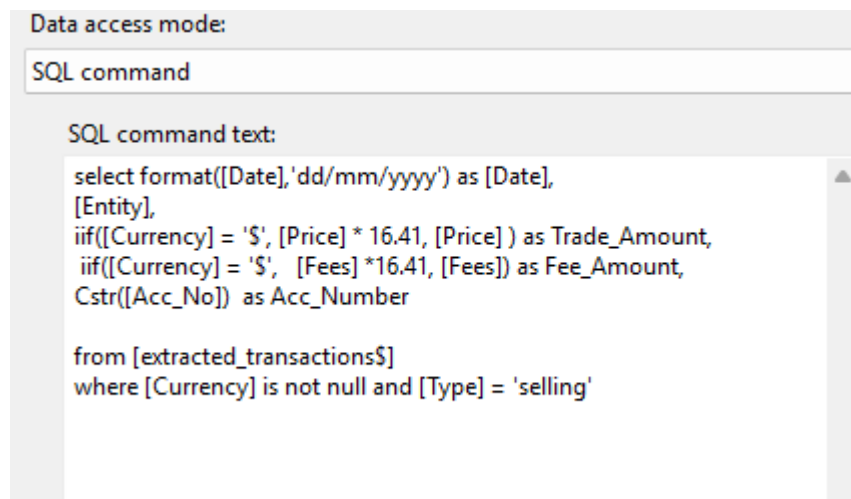 Data access mode:
SQL command
SQL command text:
select format([Date],'dd/mm/yyyy') as [Date],
[Entity],
iif([Currency] = '$', [Price] * 16.41, [Price] ) as Trade_Amount,
iif([Currency] = '$',   [Fees] *16.41, [Fees]) as Fee_Amount,
Cstr([Acc_No])  as Acc_Number
from [extracted_transactions$]
where [Currency] is not null and [Type] = 'selling'